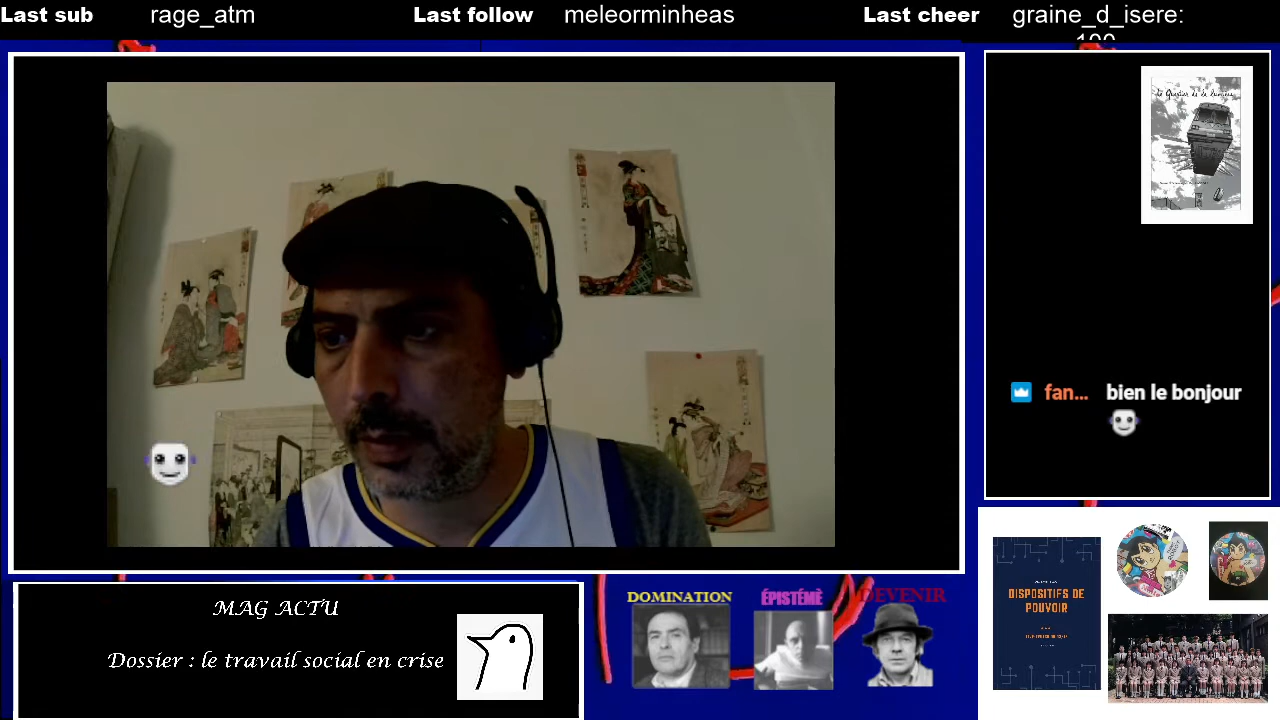 Last sub rage_atm Last follow meleorminheas Last cheer graine_d_isere:
fan... bien le bonjour
MAG ACTU
Dossier : le travail social en crise
DOMINATION ÉPISTÉMÈ DEVENIR
DISPOSITIFS DE
POUVOIR